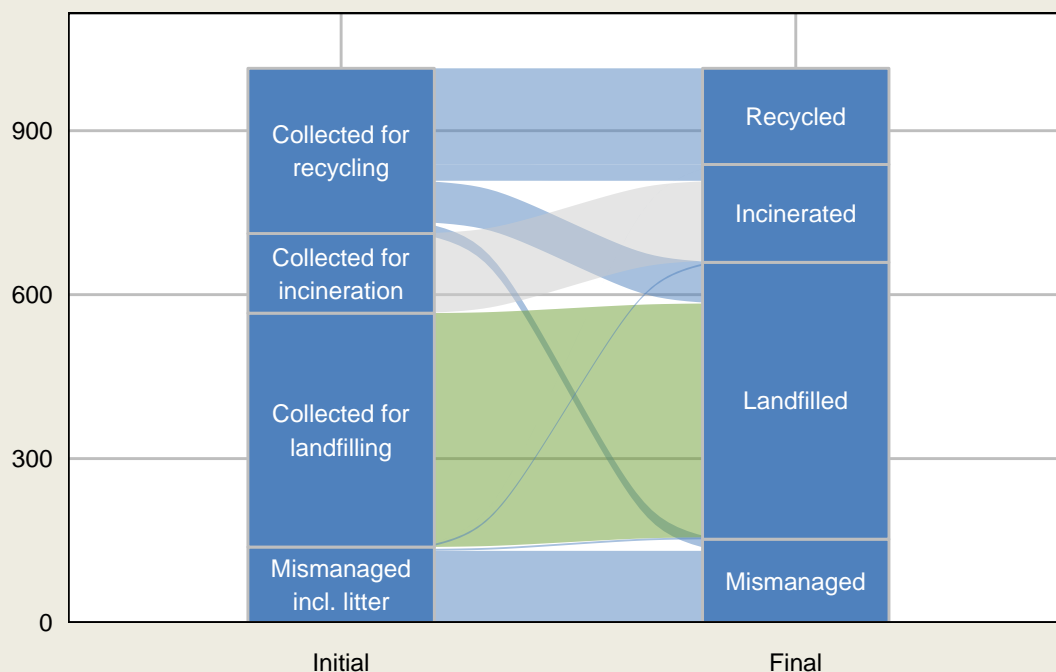 900
600
300
0
Collected for
recycling
Collected for
incineration
Collected for
landfilling
Mismanaged
incl. litter
Recycled
Incinerated
Landfilled
Mismanaged
Initial
Final